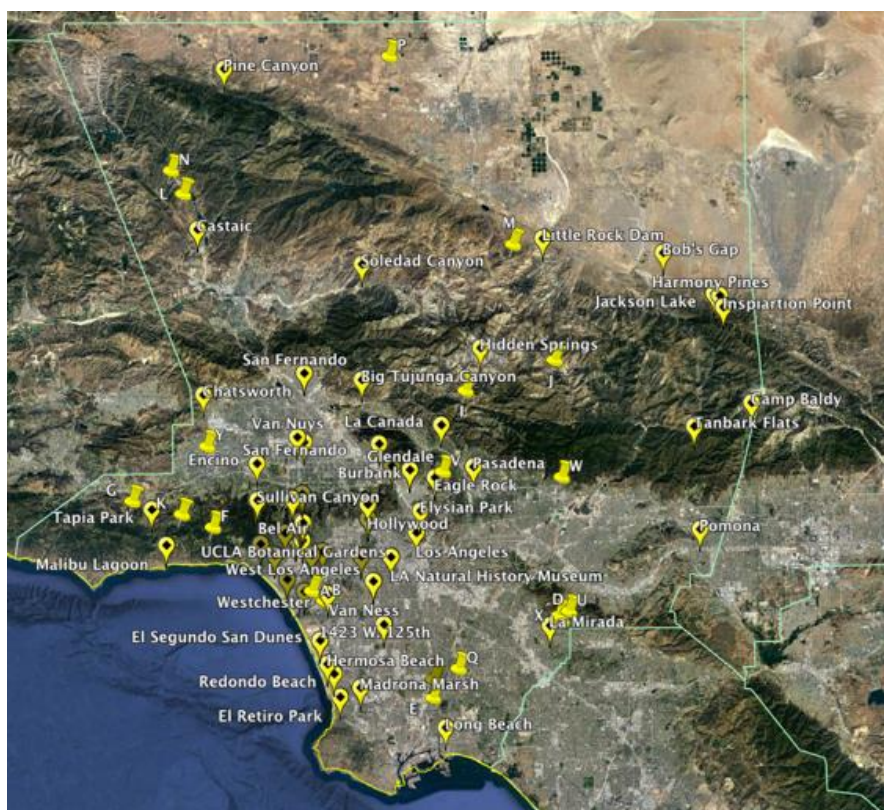 P
Pine Canyon
N
L
Castaic
M
Little Rock Dam
Bob's Gap
Soledad Canyon
Harmony Pines
Jackson Lake
Inspiartion Point
Hidden Springs
J
San Fernando
Big Tujunga Canyon
I
Chatsworth
Camp Baldy
La Canada
Tanbark Flats
Van Nuys
Y
San Fernando
Glendale
Encino
Burbank
V
Pasadena
W
Eagle Rock
G
K
Sullivan Canyon
Elysian Park
Tapia Park
F
Bel Air
Hollywood
Pomona
Malibu Lagoon
UCLA Botanical Gardens
Los Angeles
West Los Angeles
LA Natural History Museum
A
B
Westchester
Van Ness
D
U
X
La Mirada
El Segundo San Dunes
1423 W. 125th
Hermosa Beach
Q
Redondo Beach
Madrona Marsh
E
El Retiro Park
Long Beach